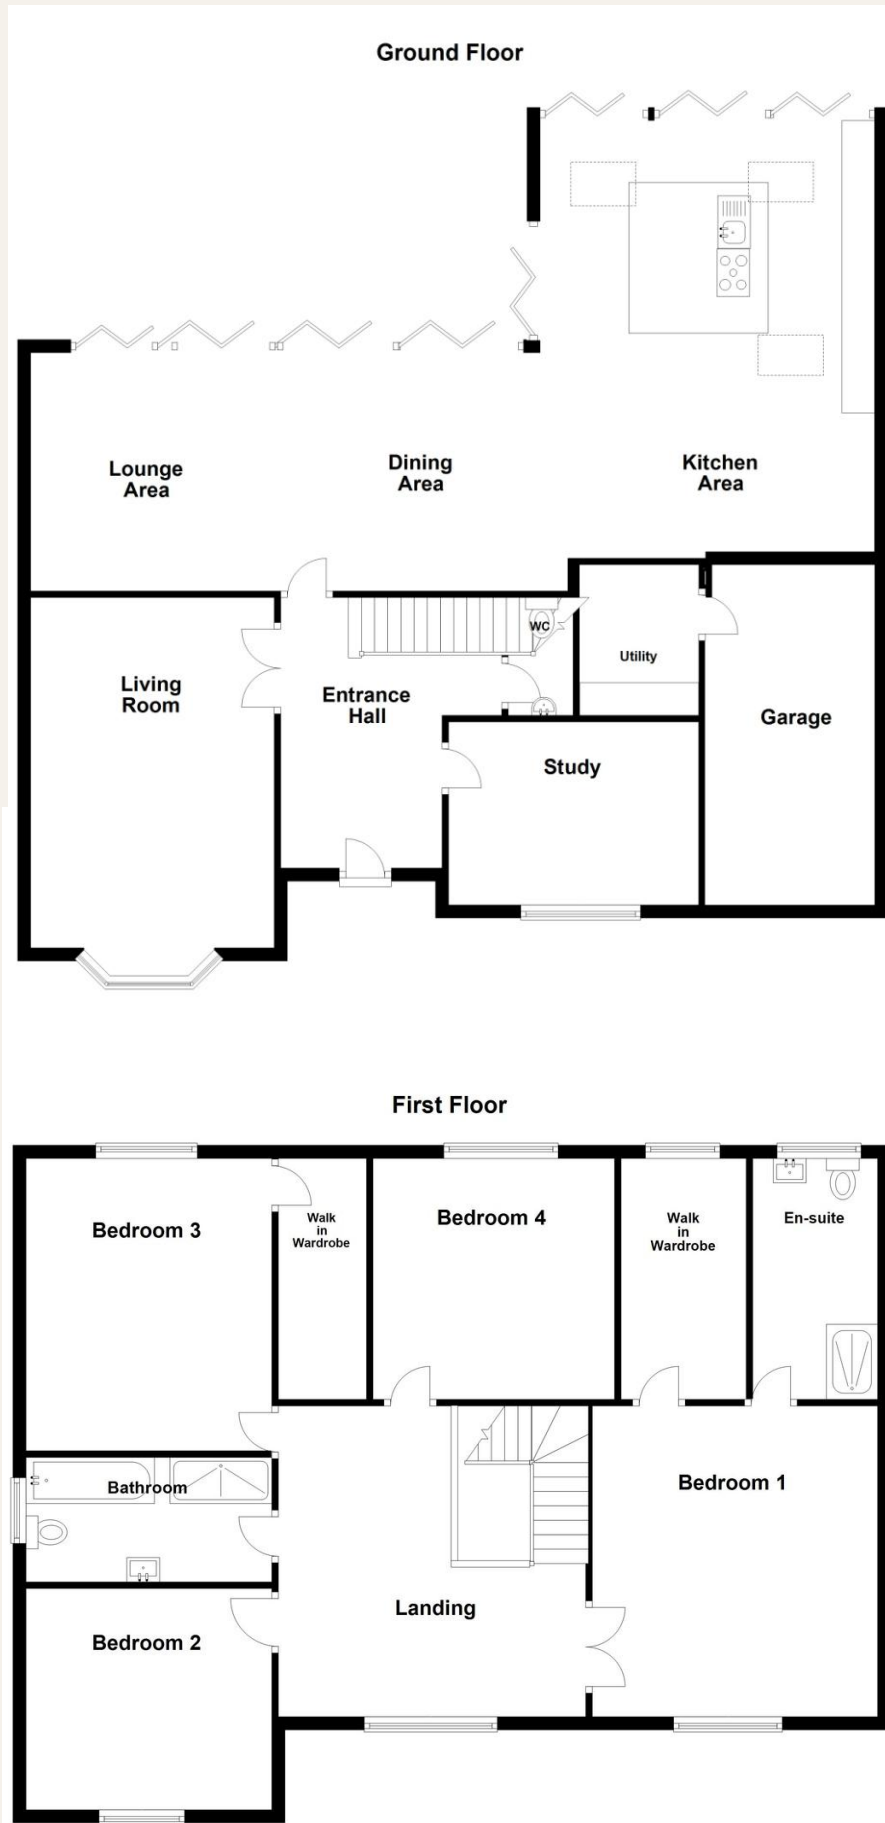 Ground Floor
Lounge
Area
Dining
Area
Kitchen
Area
WC
Utility
Living
Room
Entrance
Hall
Garage
Study
First Floor
Bedroom 3
Walk
in
Wardrobe
Bedroom 4
Walk
in
Wardrobe
En-suite
Bathroom
Bedroom 1
Landing
Bedroom 2